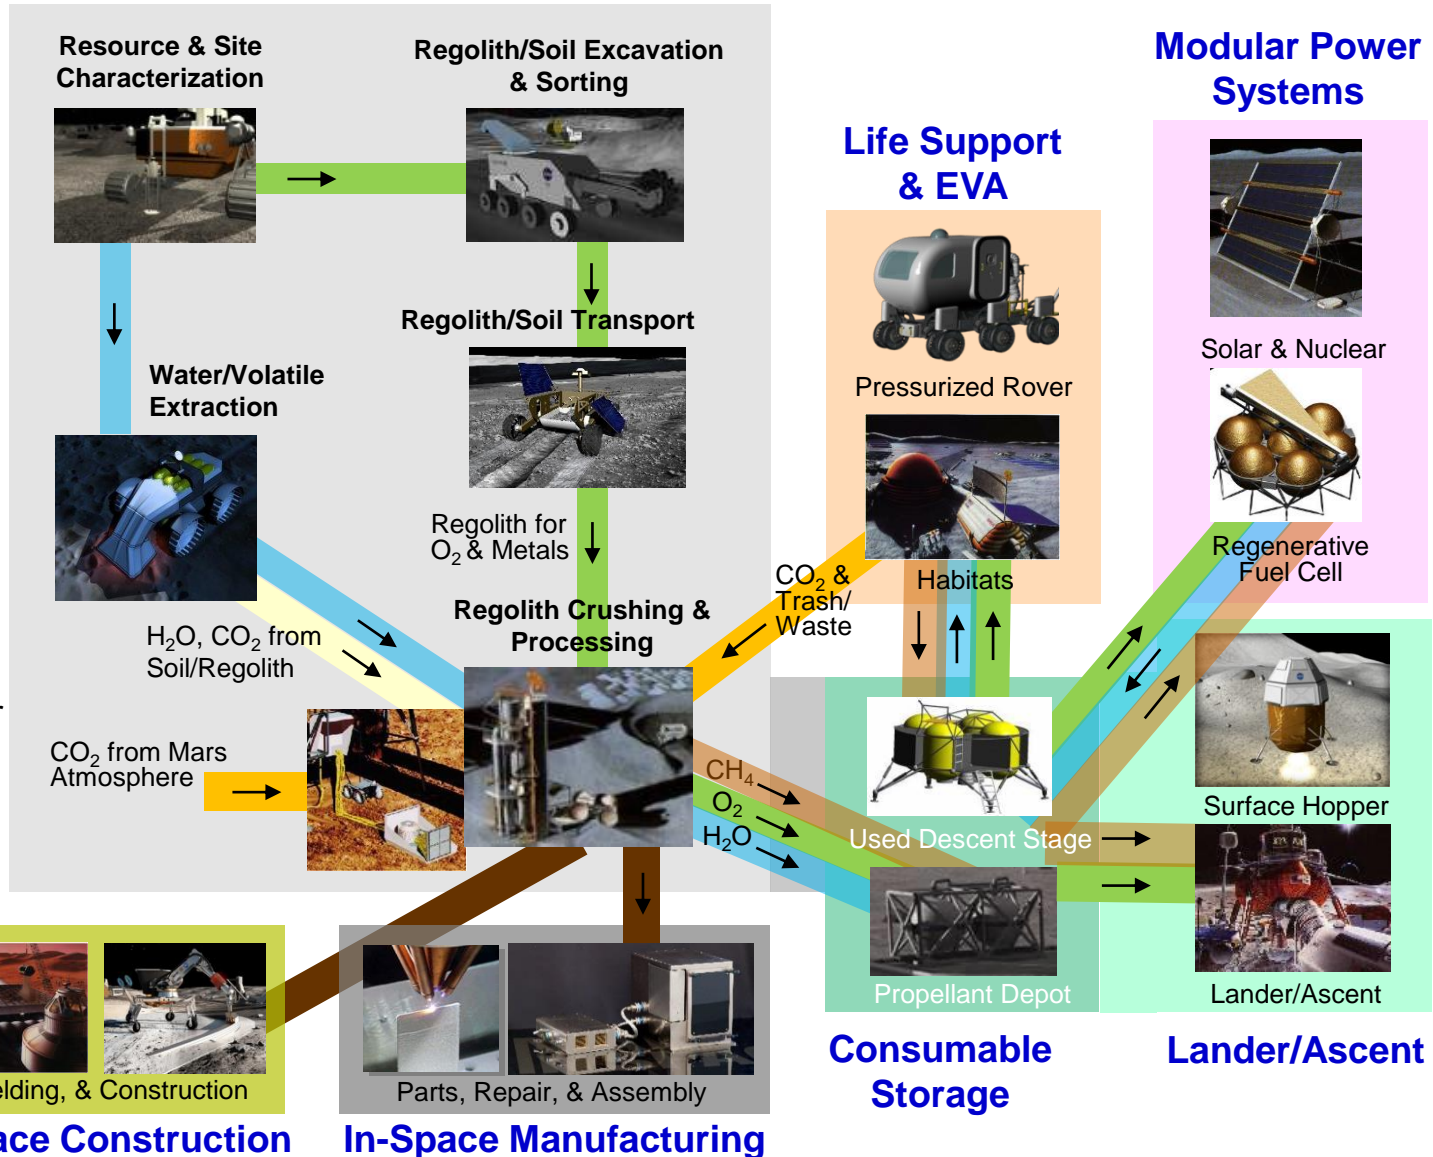 Resource & Site
Characterization
Regolith/Soil Excavation
& Sorting
Modular Power
Systems
Life Support
& EVA
Regolith/Soil Transport
Solar & Nuclear
Water/Volatile
Extraction
Pressurized Rover
Regolith for
O2 & Metals
Regenerative
Fuel Cell
CO2 &
Trash/
Waste
Habitats
Regolith Crushing &
Processing
H2O, CO2 from
Soil/Regolith
CO2 from Mars
Atmosphere
CH4
O2
H2O
Used Descent Stage
Surface Hopper
Propellant Depot
Lander/Ascent
Consumable
Storage
Lander/Ascent
elding, & Construction
Parts, Repair, & Assembly
ace Construction
In-Space Manufacturing